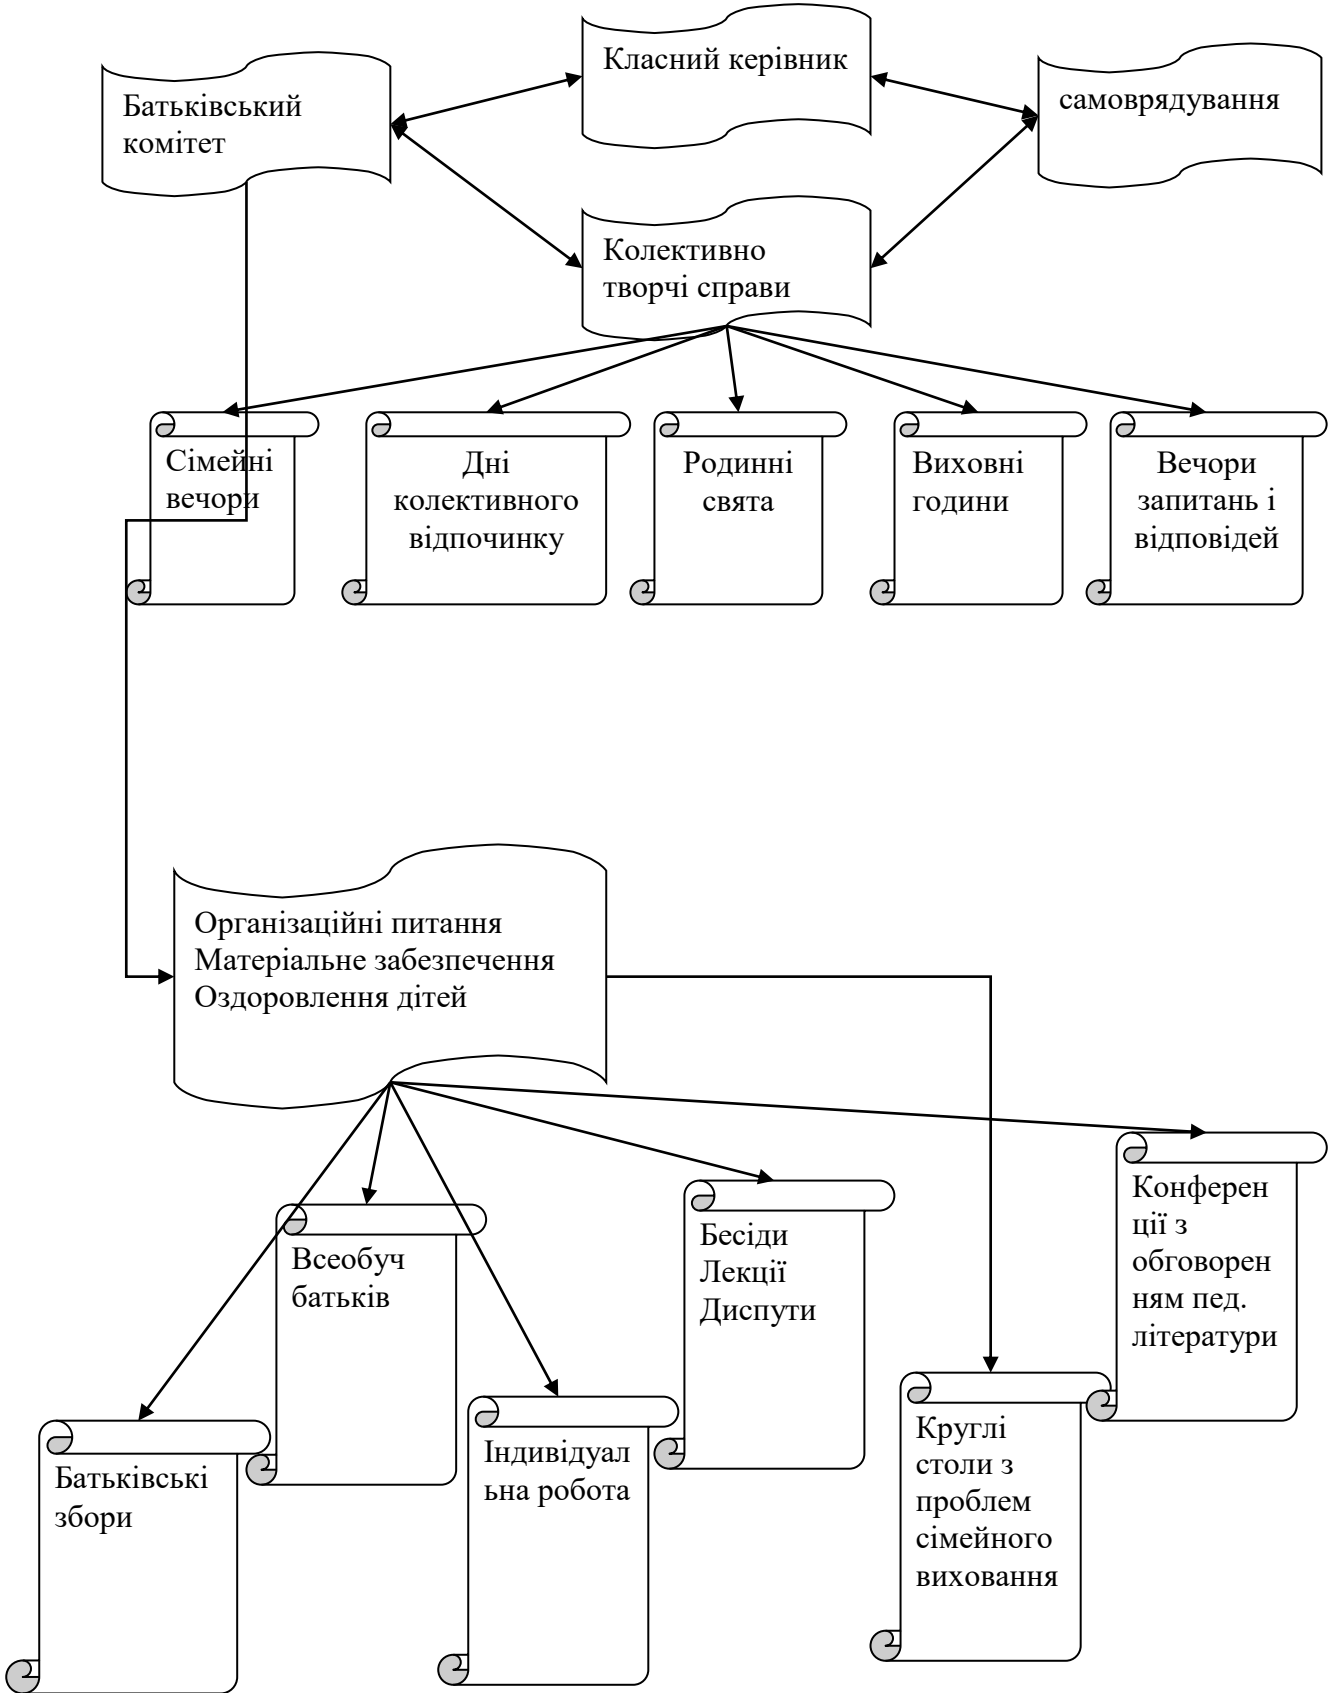 Класний керівник
Батьківський
комітет
самоврядування
Колективно
творчі справи
Сімейні
вечори
Дні
колективного
відпочинку
Родинні
свята
Виховні
години
Вечори
запитань і
відповідей
Організаційні питання
Матеріальне забезпечення
Оздоровлення дітей
Всеобуч
батьків
Бесіди
Лекції
Диспути
Конферен
ції з
обговорен
ням пед.
літератури
Батьківські
збори
Індивідуал
ьна робота
Круглі
столи з
проблем
сімейного
виховання